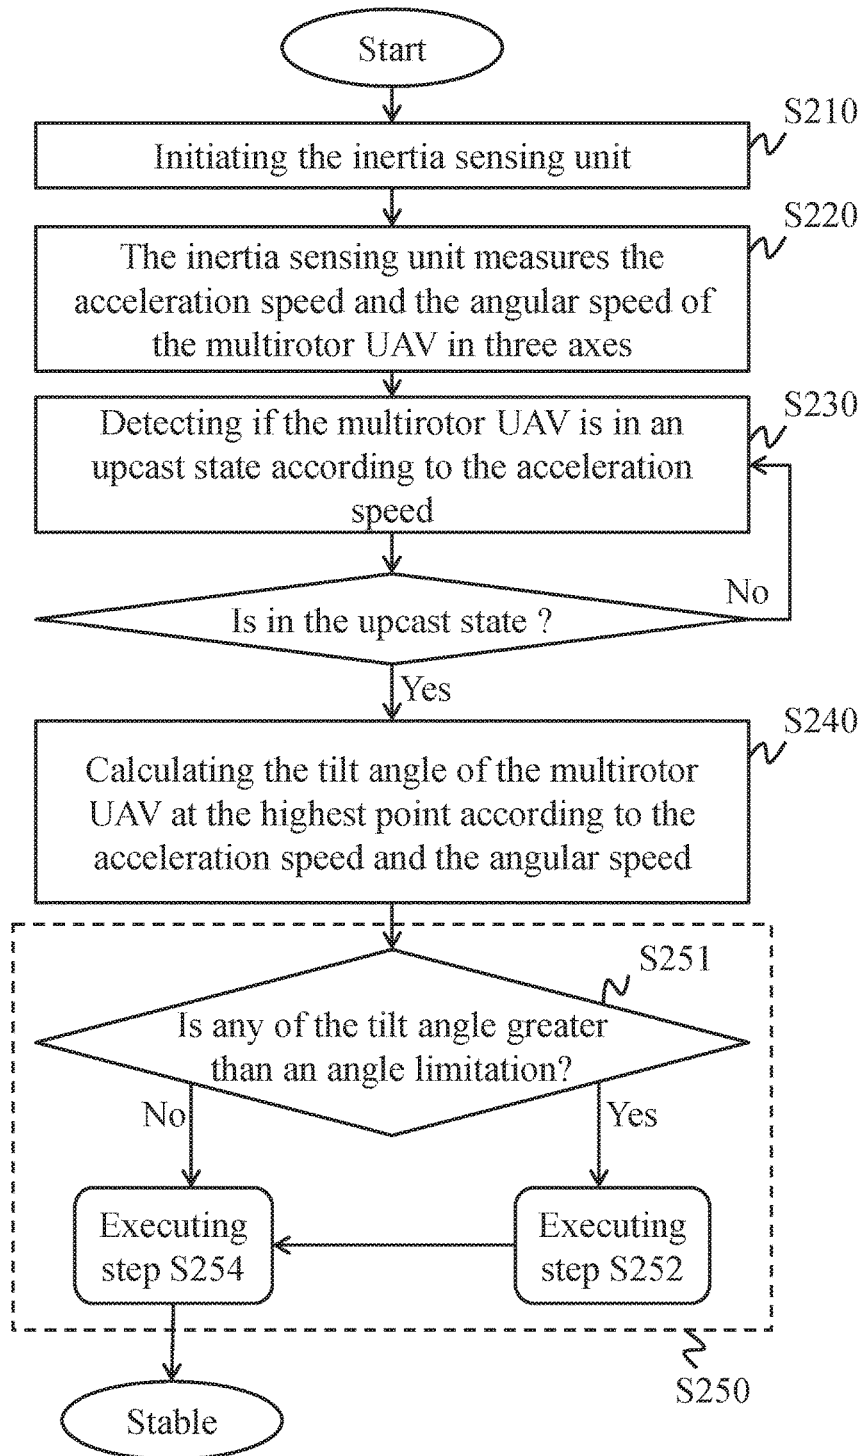 Start
S210
Initiating the inertia sensing unit
S220
The inertia sensing unit measures the
acceleration speed and the angular speed of
the multirotor UAV in three axes
S230
Detecting if the multirotor UAV is in an
upcast state according to the acceleration
speed
Is in the upcast state ?
No
Yes
S240
Calculating the tilt angle of the multirotor
UAV at the highest point according to the
acceleration speed and the angular speed
S251
Is any of the tilt angle greater
than an angle limitation?
No
Yes
Executing
step S254
Executing
step S252
S250
Stable